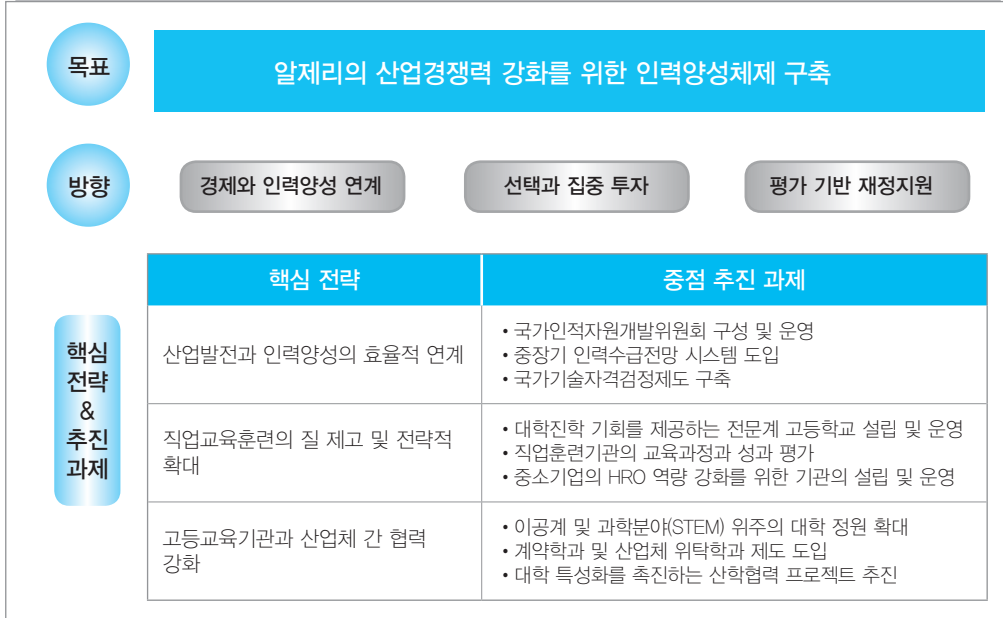 목표
알제리의 산업경쟁력 강화를 위한 인력양성체제 구축
방향
경제와 인력양성 연계
선택과 집중 투자
평가 기반 재정지원
핵심
전략
&
추진
과제
핵심 전략
중점 추진 과제
산업발전과 인력양성의 효율적 연계
• 국가인적자원개발위원회 구성 및 운영
• 중장기 인력수급전망 시스템 도입
• 국가기술자격검정제도 구축
직업교육훈련의 질 제고 및 전략적
확대
• 대학진학 기회를 제공하는 전문계 고등학교 설립 및 운영
• 직업훈련기관의 교육과정과 성과 평가
• 중소기업의 HRO 역량 강화를 위한 기관의 설립 및 운영
고등교육기관과 산업체 간 협력
강화
• 이공계 및 과학분야(STEM) 위주의 대학 정원 확대
• 계약학과 및 산업체 위탁학과 제도 도입
• 대학 특성화를 촉진하는 산학협력 프로젝트 추진